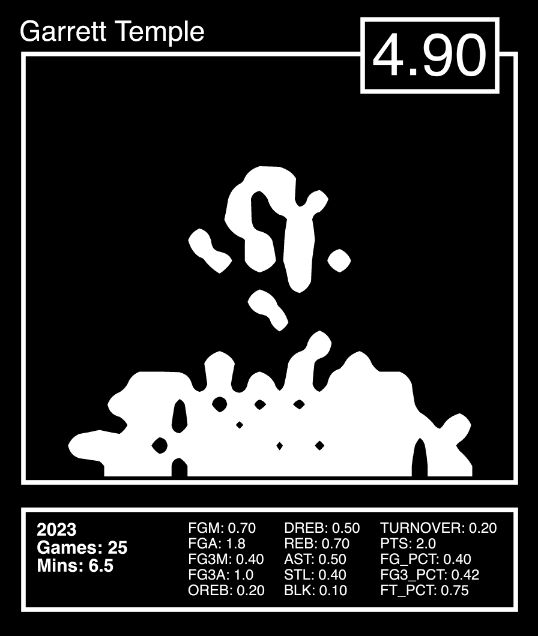 Garrett Temple
4.90
2023
Games: 25
Mins: 6.5
FGM: 0.70
FGA: 1.8
FG3M: 0.40
FG3A: 1.0
OREB: 0.20
DREB: 0.50
REB: 0.70
AST: 0.50
STL: 0.40
BLK: 0.10
TURNOVER: 0.20
PTS: 2.0
FG_PCT: 0.40
FG3_PCT: 0.42
FT_PCT: 0.75